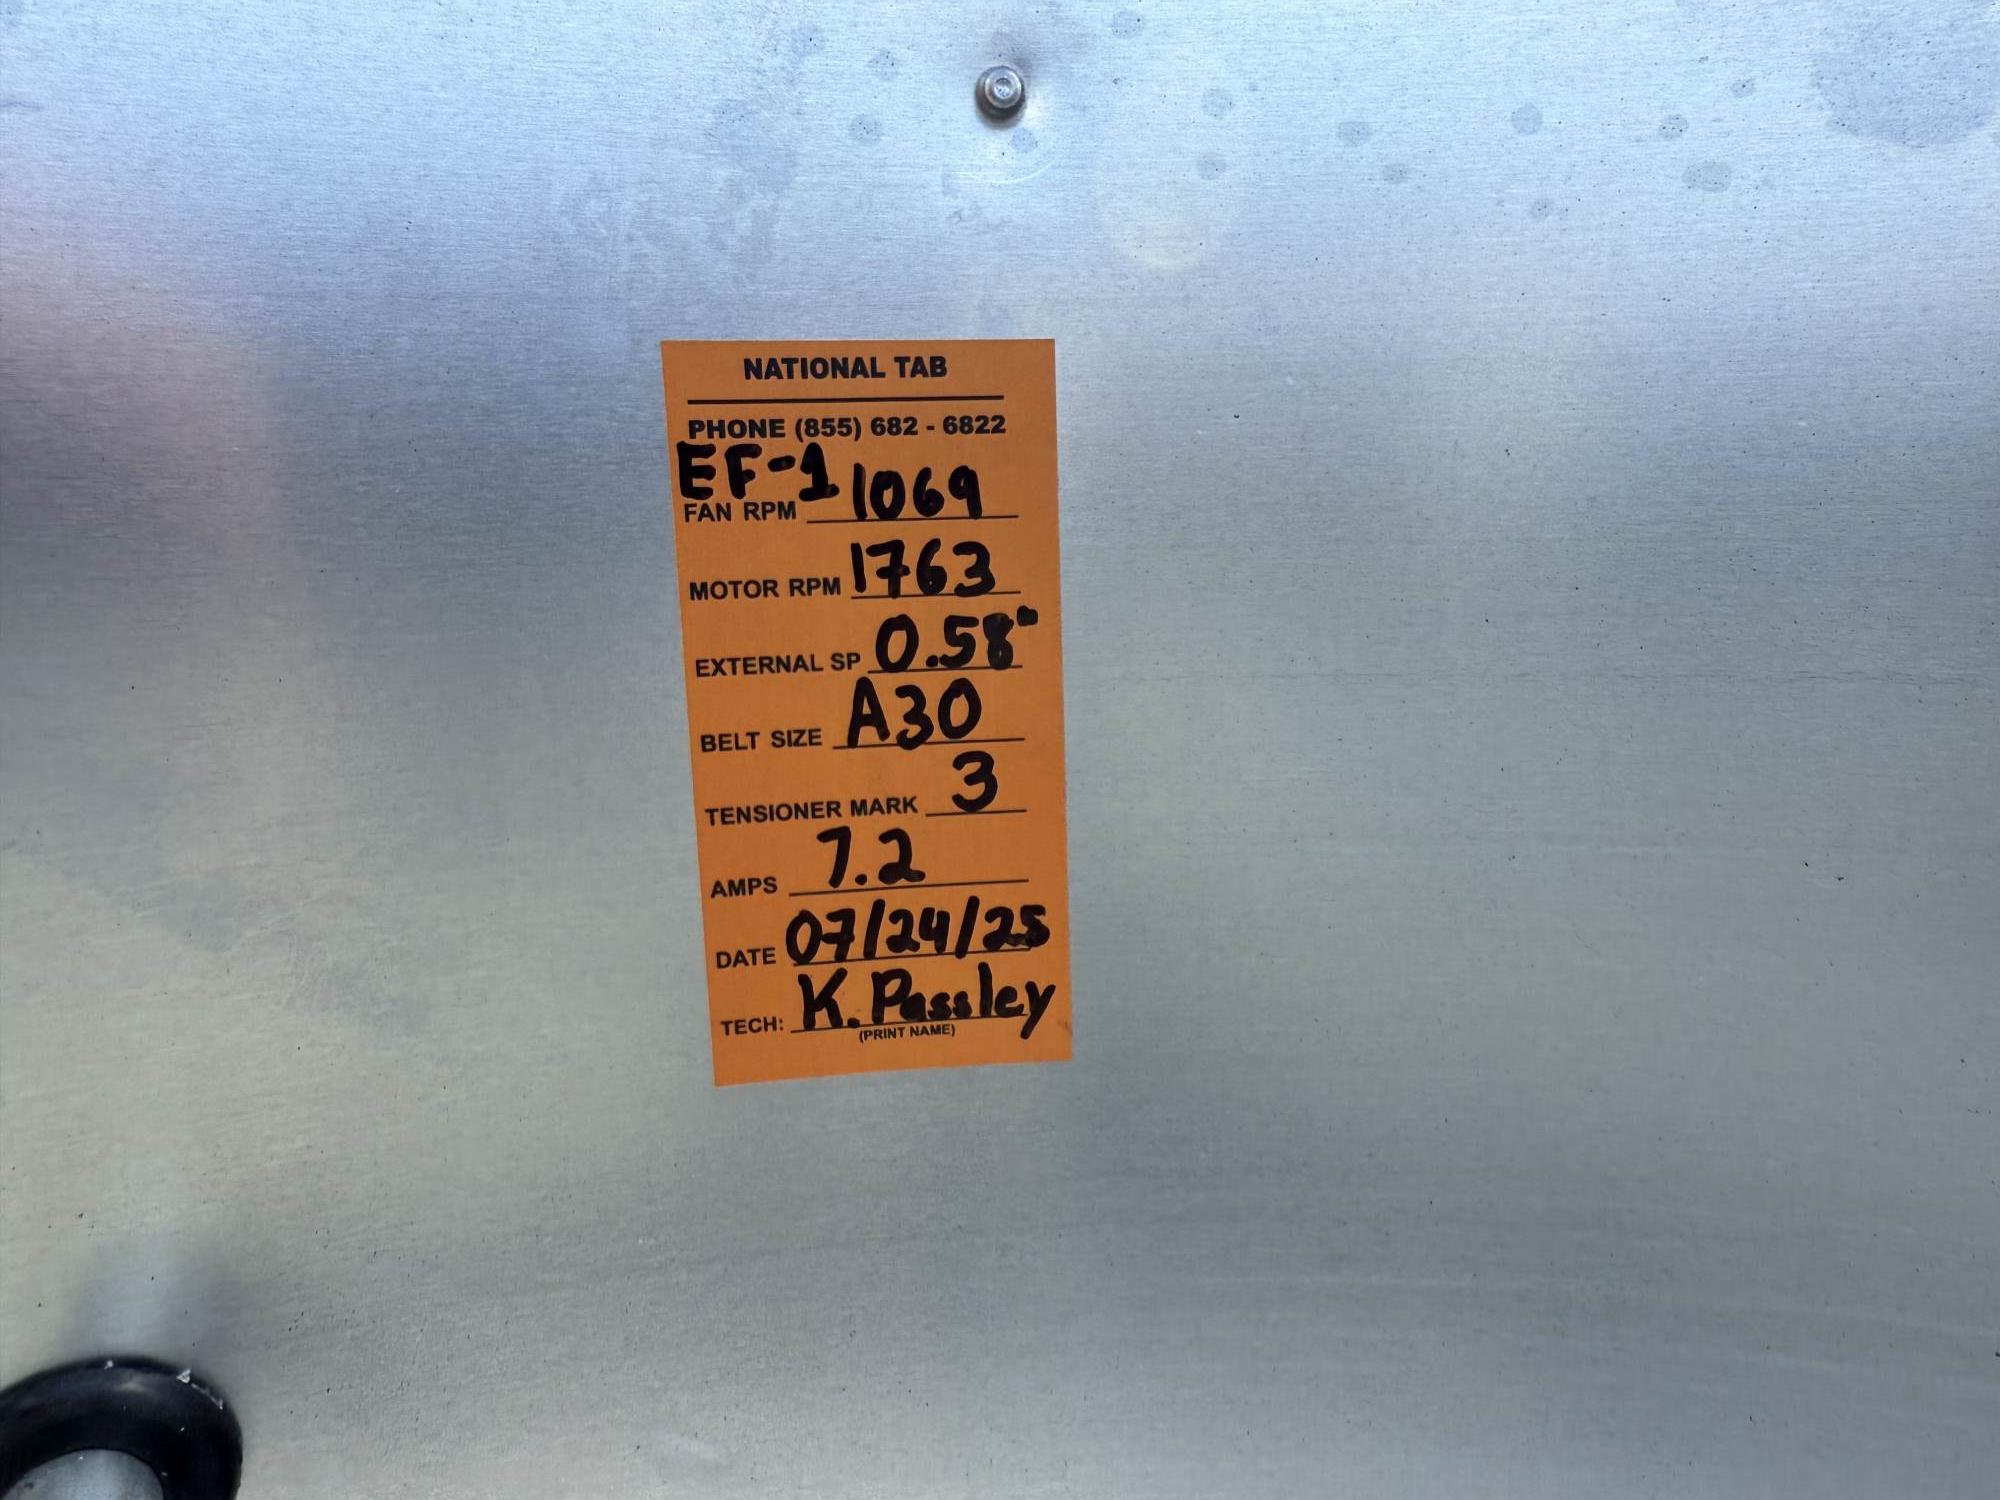 NATIONAL TAB
PHONE (855) 682 - 6822
EF-1
FAN RPM 1069
MOTOR RPM 1763
EXTERNAL SP 0.58"
BELT SIZE A30
TENSIONER MARK 3
AMPS 7.2
DATE 07/24/25
TECH: K. Passley
(PRINT NAME)